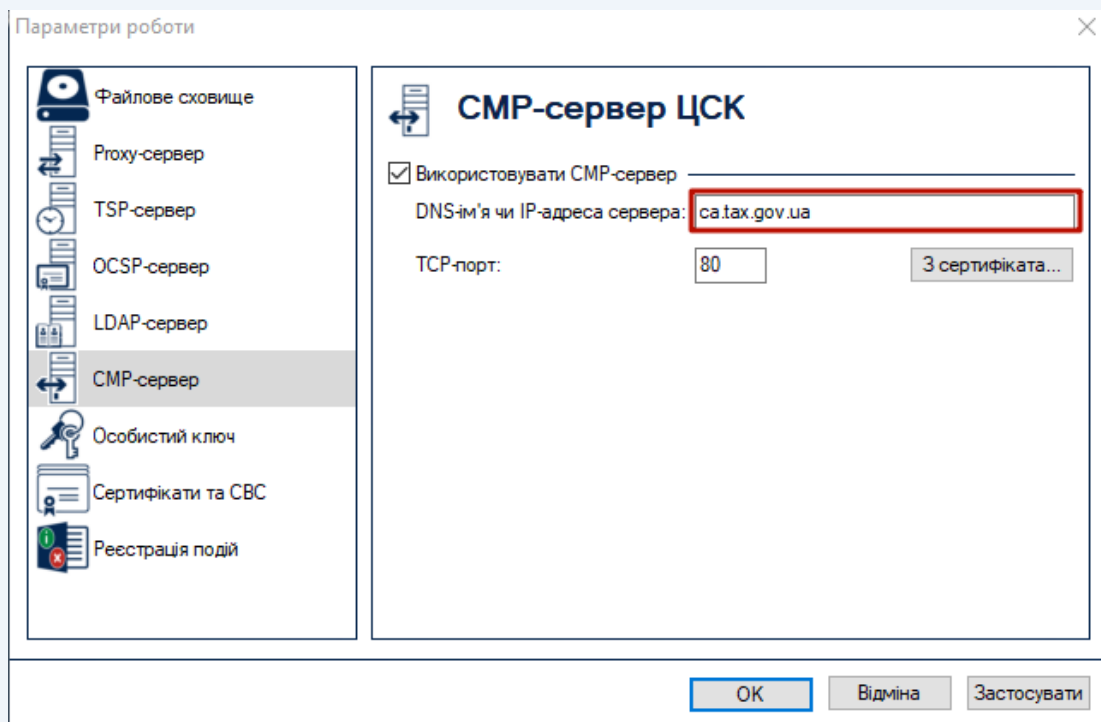 Параметри роботи
Файлове сховище
Proxy-сервер
TSP-сервер
OCSP-сервер
LDAP-сервер
CMP-сервер
Особистий ключ
Сертифікати та СВС
Реєстрація подій
CMP-сервер ЦСК
Використовувати CMP-сервер
DNS-ім'я чи IP-адреса сервера: ca.tax.gov.ua
TCP-порт: 80 З сертифіката...
OK Відміна Застосувати